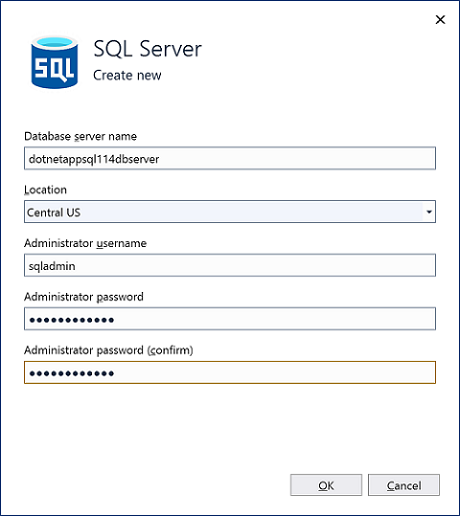 SQL
SQL Server
Create new
Database server name
dotnetappsql114dbserver
Location
Central US
Administrator username
sqladmin
Administrator password
●●●●●●●●●●●●
Administrator password (confirm)
●●●●●●●●●●●●
OK Cancel